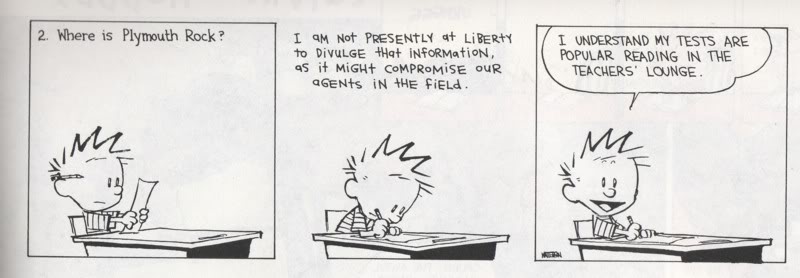 2. Where is Plymouth Rock?
I AM NOT PRESENTLY At LiBERTY
to DIVULGE tHat INFORMATION,
as it MIGHT COMPROMISE OUR
aGENtS IN tHE FiELD.
I UNDERSTAND MY TESTS ARE
POPULAR READING IN THE
TEACHERS' LOUNGE.